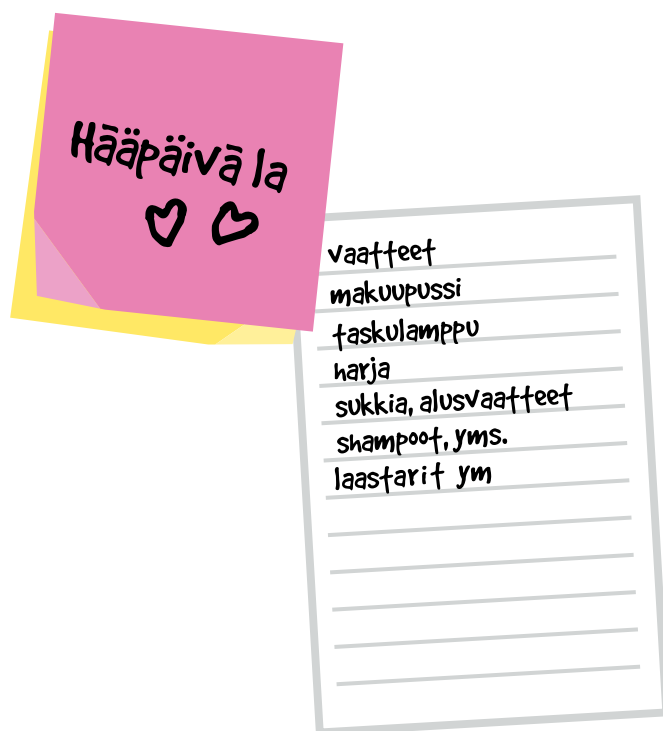 Hääpäivä la
vaatteet
makuupussi
taskulamppu
harja
sukkia, alusvaatteet
shampoot, yms.
laastarit ym